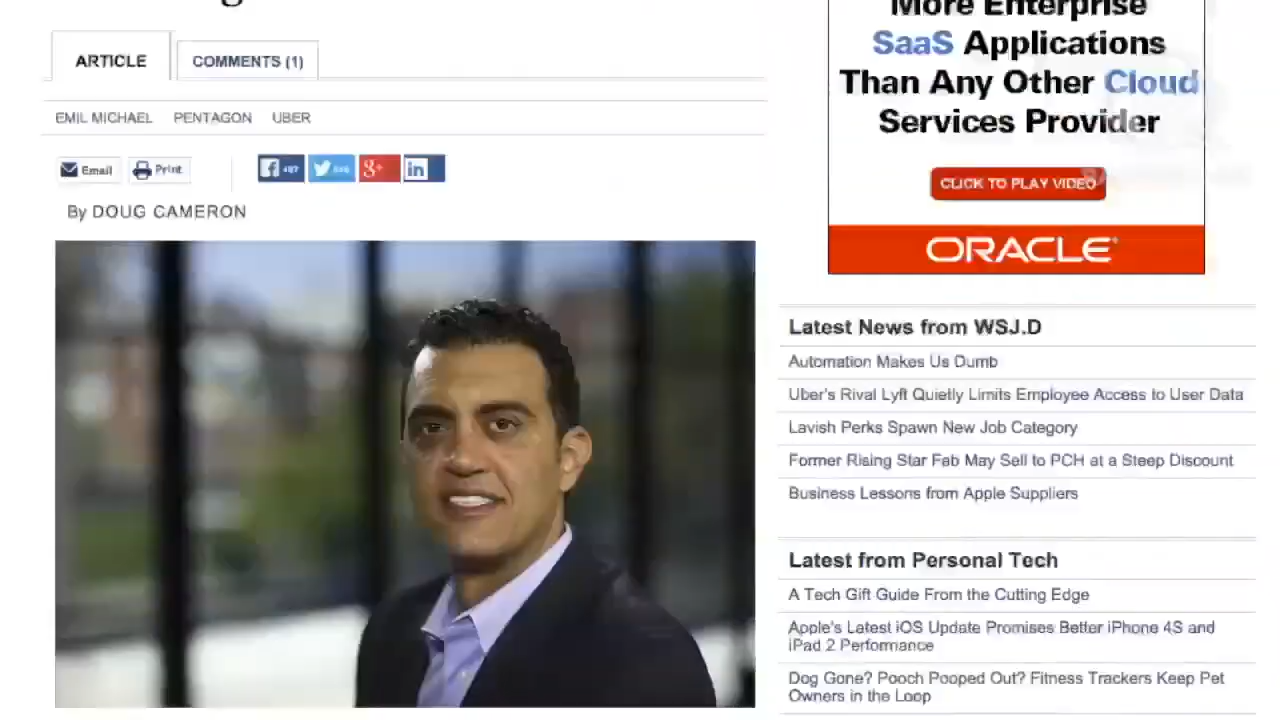 More Enterprise
SaaS Applications
Than Any Other Cloud
Services Provider
CLICK TO PLAY VIDEO
ORACLE
ARTICLE
COMMENTS (1)
EMIL MICHAEL PENTAGON UBER
Email Print
By DOUG CAMERON
Latest News from WSJ.D
Automation Makes Us Dumb
Uber's Rival Lyft Quietly Limits Employee Access to User Data
Lavish Perks Spawn New Job Category
Former Rising Star Fab May Sell to PCH at a Steep Discount
Business Lessons from Apple Suppliers
Latest from Personal Tech
A Tech Gift Guide From the Cutting Edge
Apple's Latest iOS Update Promises Better iPhone 4S and
iPad 2 Performance
Dog Gone? Pooch Pooped Out? Fitness Trackers Keep Pet
Owners in the Loop